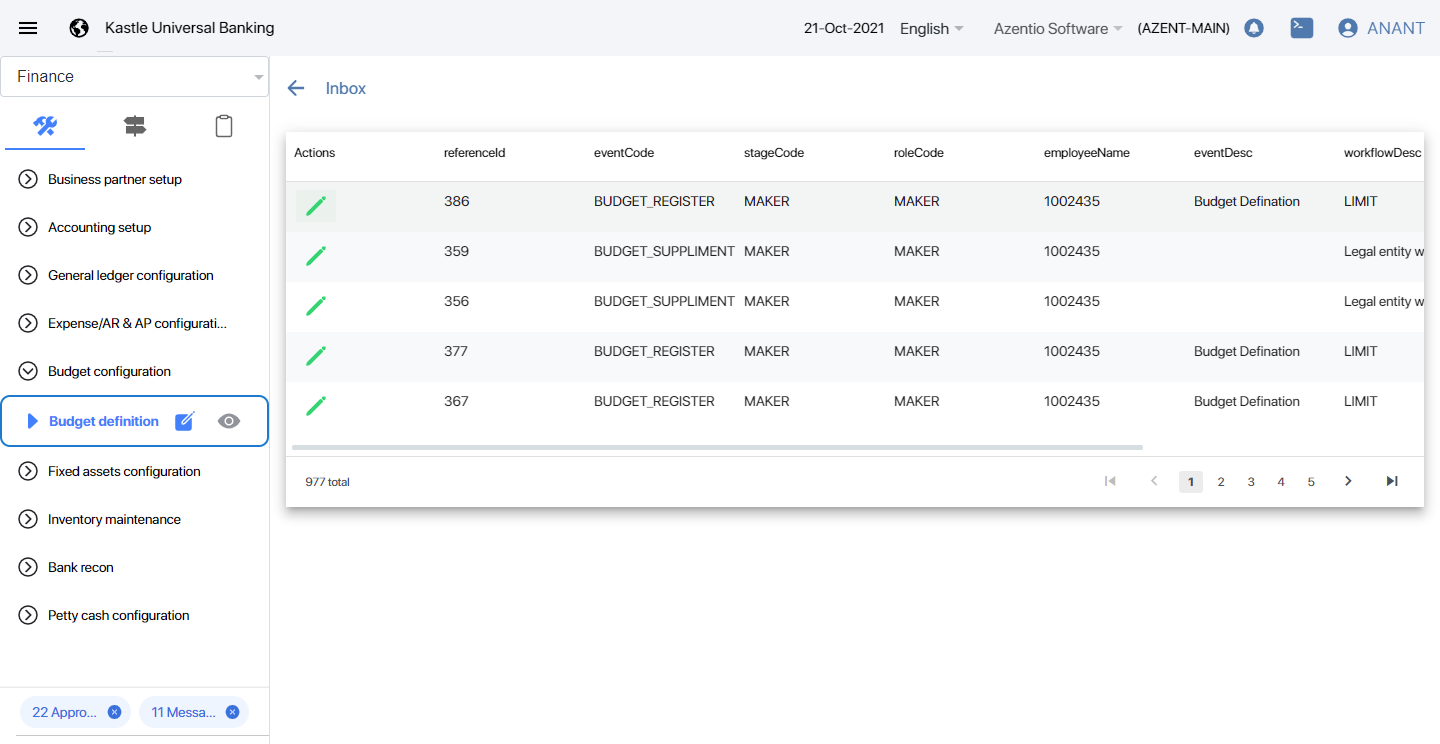 Kastle Universal Banking
21-Oct-2021 English Azentio Software (AZENT-MAIN) ANANT
Finance
Business partner setup
Accounting setup
General ledger configuration
Expense/AR & AP configurati...
Budget configuration
Budget definition
Fixed assets configuration
Inventory maintenance
Bank recon
Petty cash configuration
22 Appro... 11 Messa...
Inbox
Actions referenceId eventCode stageCode roleCode employeeName eventDesc workflowDesc
386 BUDGET_REGISTER MAKER MAKER 1002435 Budget Defination LIMIT
359 BUDGET_SUPPLIMENT MAKER MAKER 1002435 Legal entity w
356 BUDGET_SUPPLIMENT MAKER MAKER 1002435 Legal entity w
377 BUDGET_REGISTER MAKER MAKER 1002435 Budget Defination LIMIT
367 BUDGET_REGISTER MAKER MAKER 1002435 Budget Defination LIMIT
977 total 1 2 3 4 5